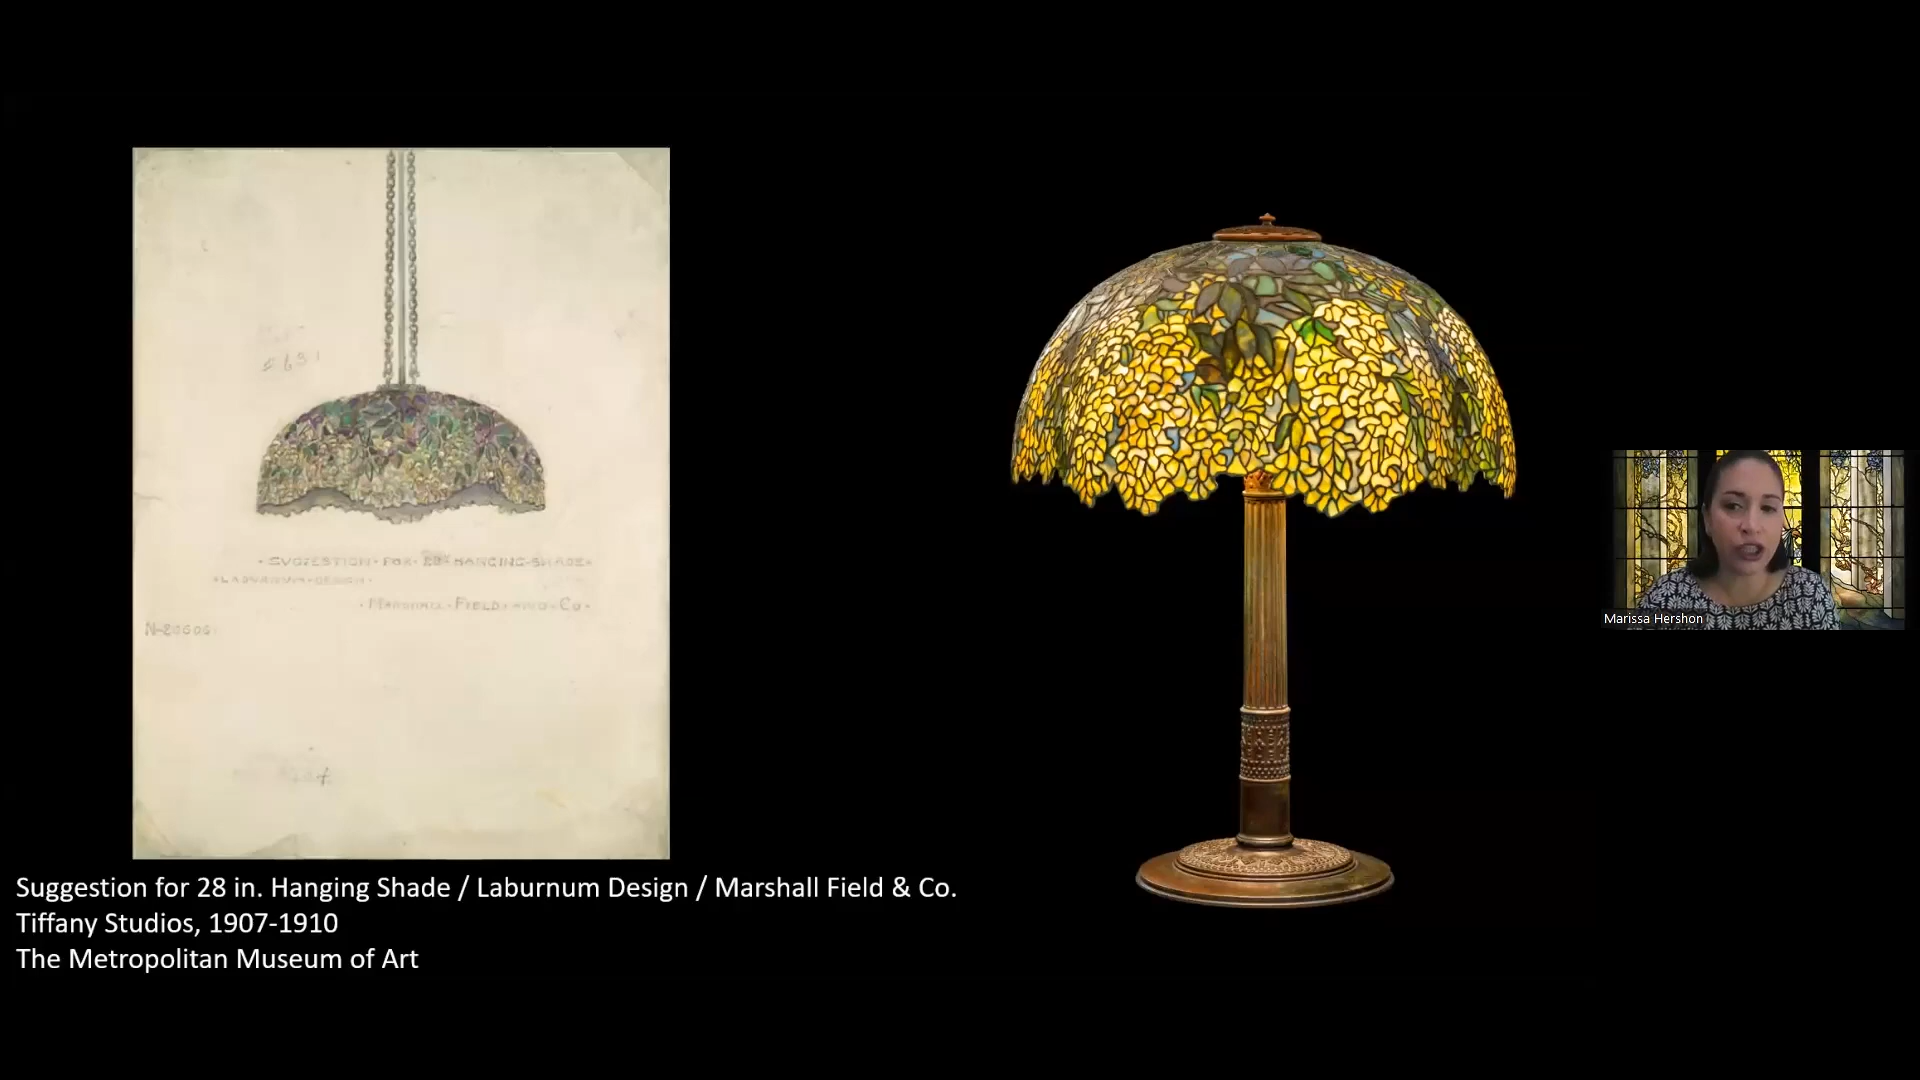 # 631
· SUGGESTION · FOR · 28" HANGING · SHADE ·
· LABURNUM · DESIGN ·
· MARSHALL · FIELD · AND · CO ·
Suggestion for 28 in. Hanging Shade / Laburnum Design / Marshall Field & Co.
Tiffany Studios, 1907-1910
The Metropolitan Museum of Art
Marissa Hershon